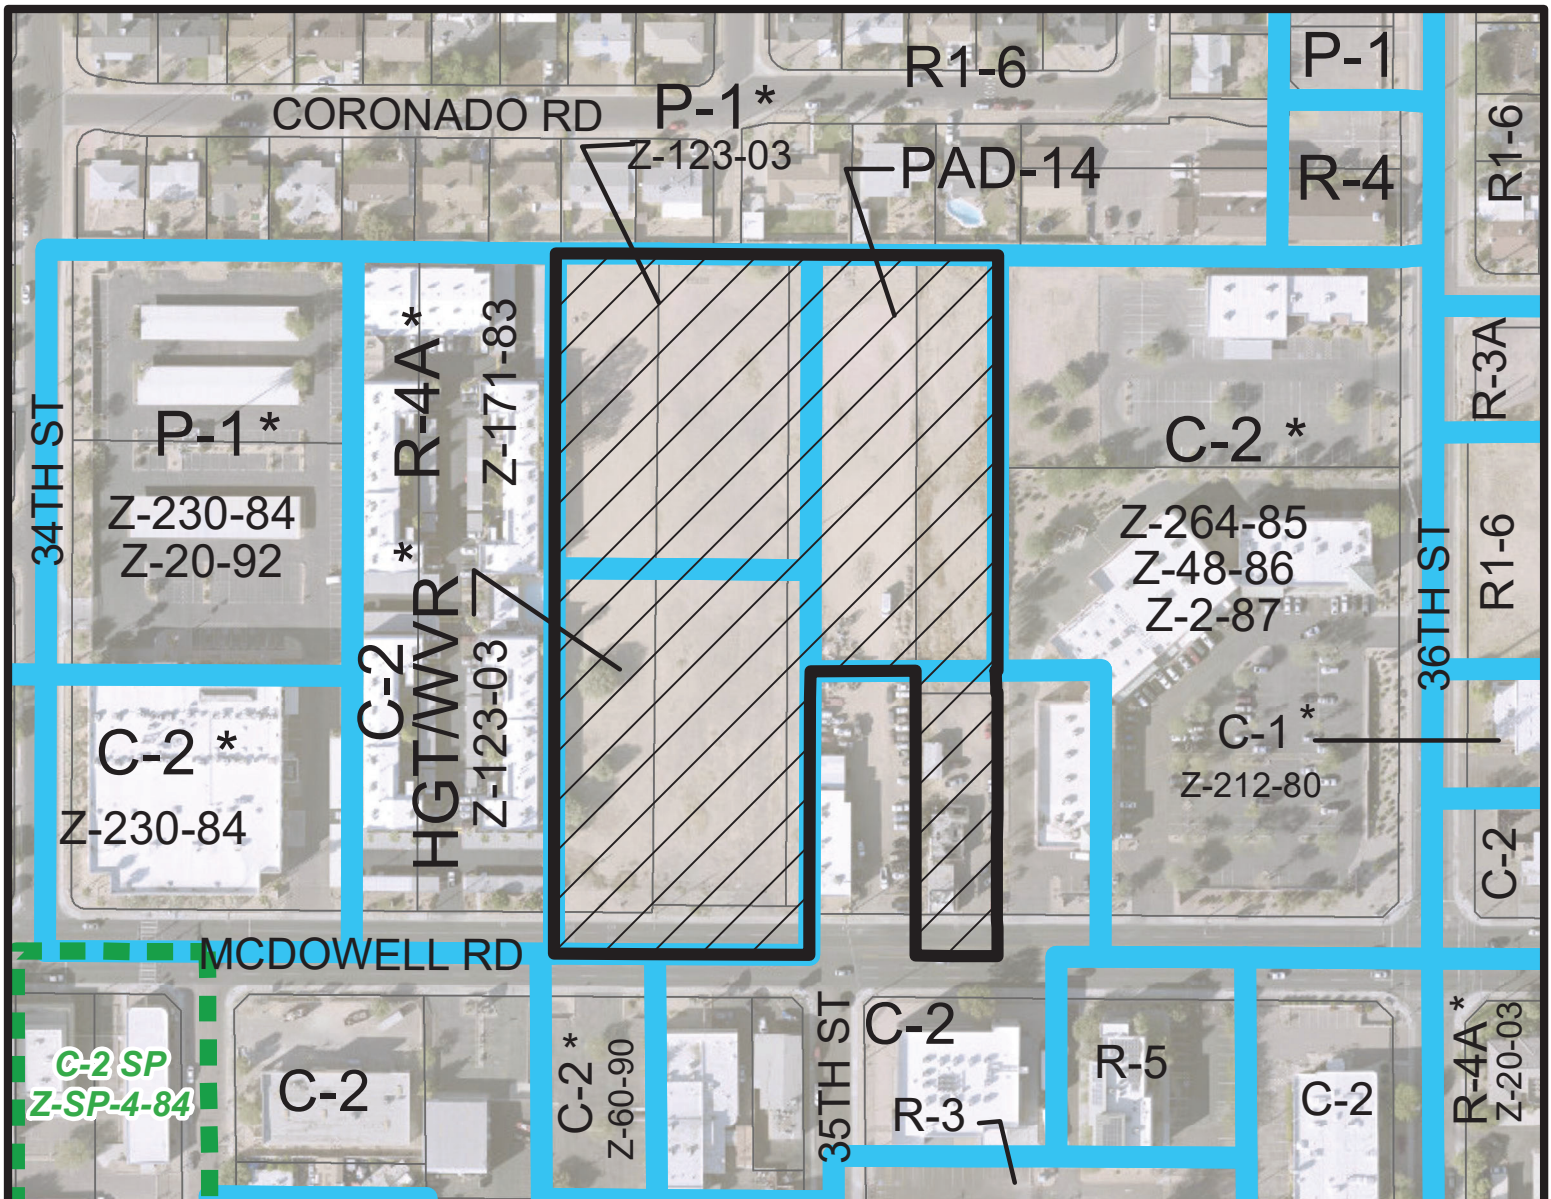 R1-6
P-1
CORONADO RD
P-1 *
Z-123-03
PAD-14
R-4
R1-6
R-4A *
Z-171-83
34TH ST
P-1 *
Z-230-84
Z-20-92
C-2 *
Z-264-85
Z-48-86
Z-2-87
R-3A
R1-6
36TH ST
C-2
HGT/WVR *
Z-123-03
C-2 *
Z-230-84
C-1 *
Z-212-80
C-2
MCDOWELL RD
C-2 SP
Z-SP-4-84
C-2
C-2 *
Z-60-90
35TH ST
C-2
R-3
R-5
C-2
R-4A *
Z-20-03